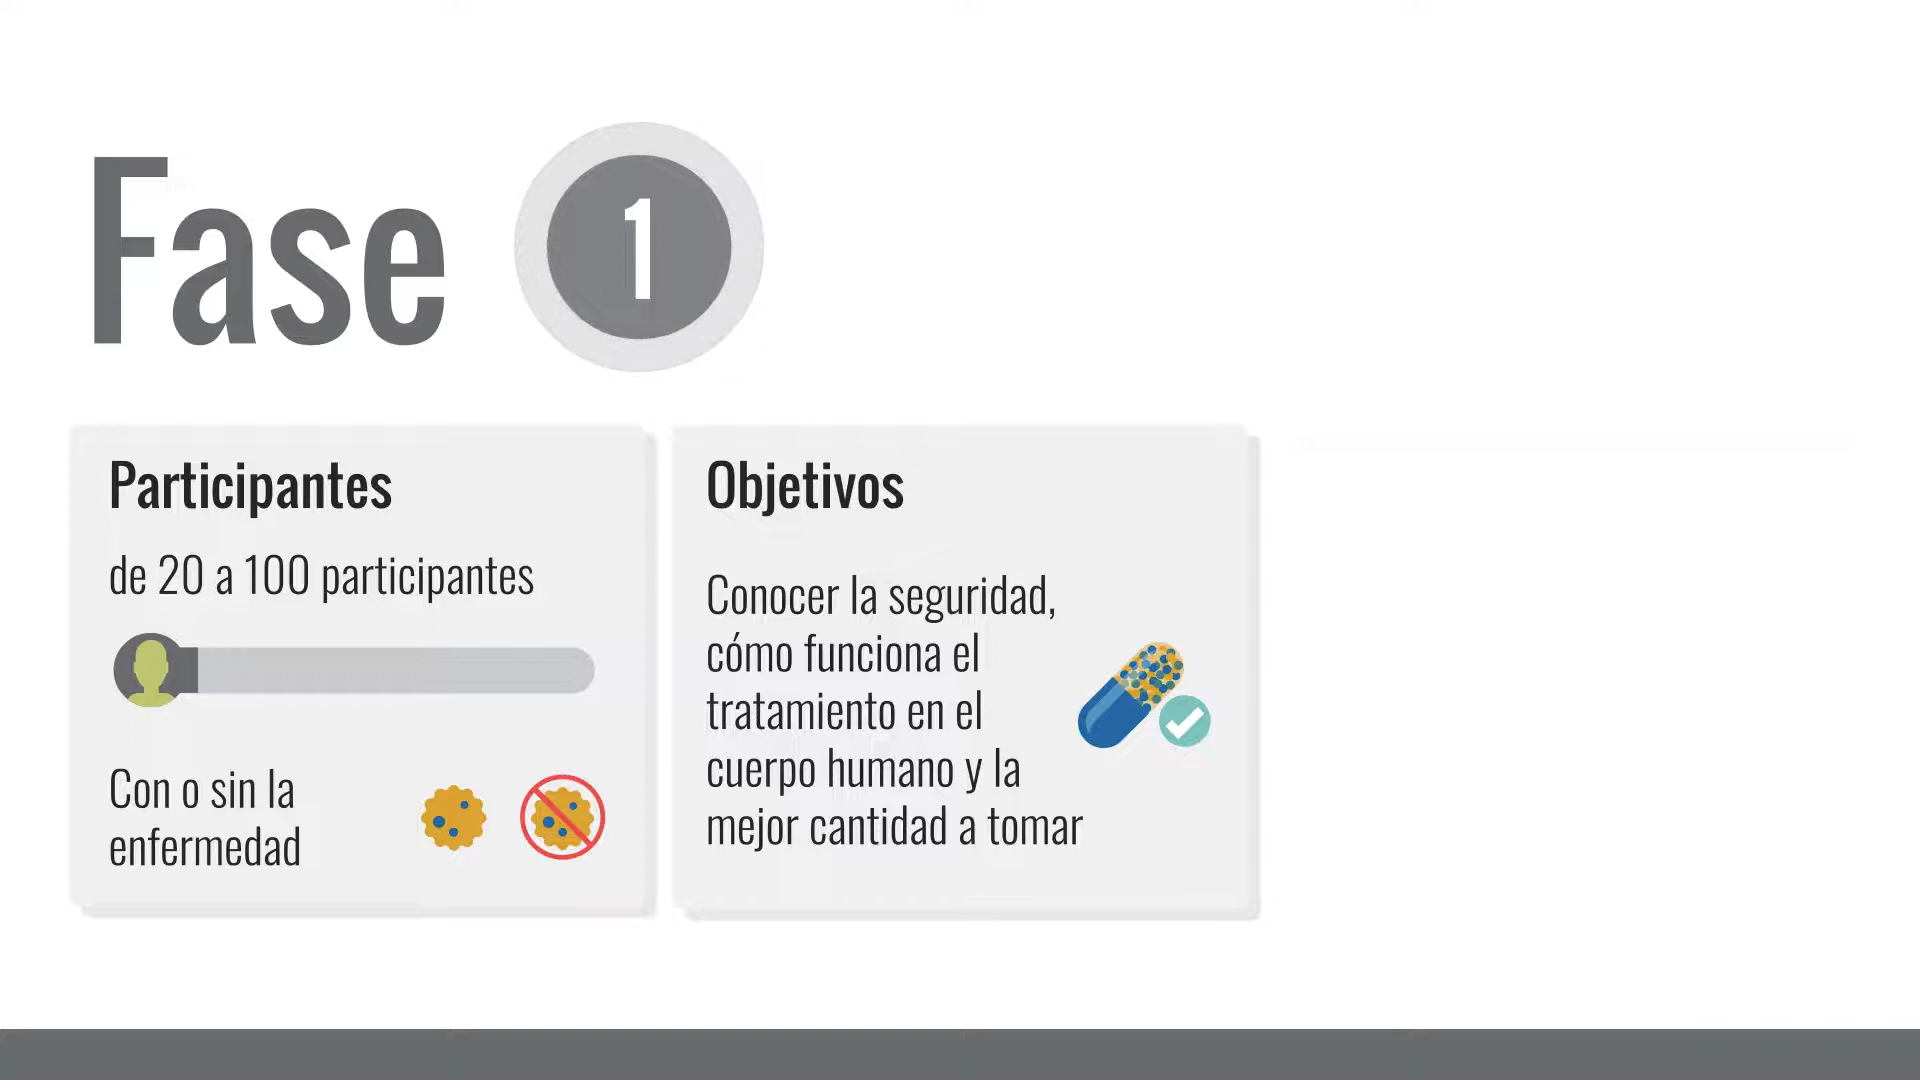 Fase 1
Participantes
de 20 a 100 participantes
Con o sin la
enfermedad
Objetivos
Conocer la seguridad,
cómo funciona el
tratamiento en el
cuerpo humano y la
mejor cantidad a tomar